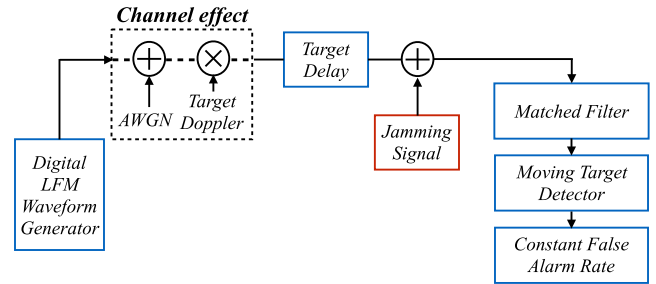 Channel effect
AWGN
Target
Doppler
Target
Delay
Jamming
Signal
Digital
LFM
Waveform
Generator
Matched Filter
Moving Target
Detector
Constant False
Alarm Rate